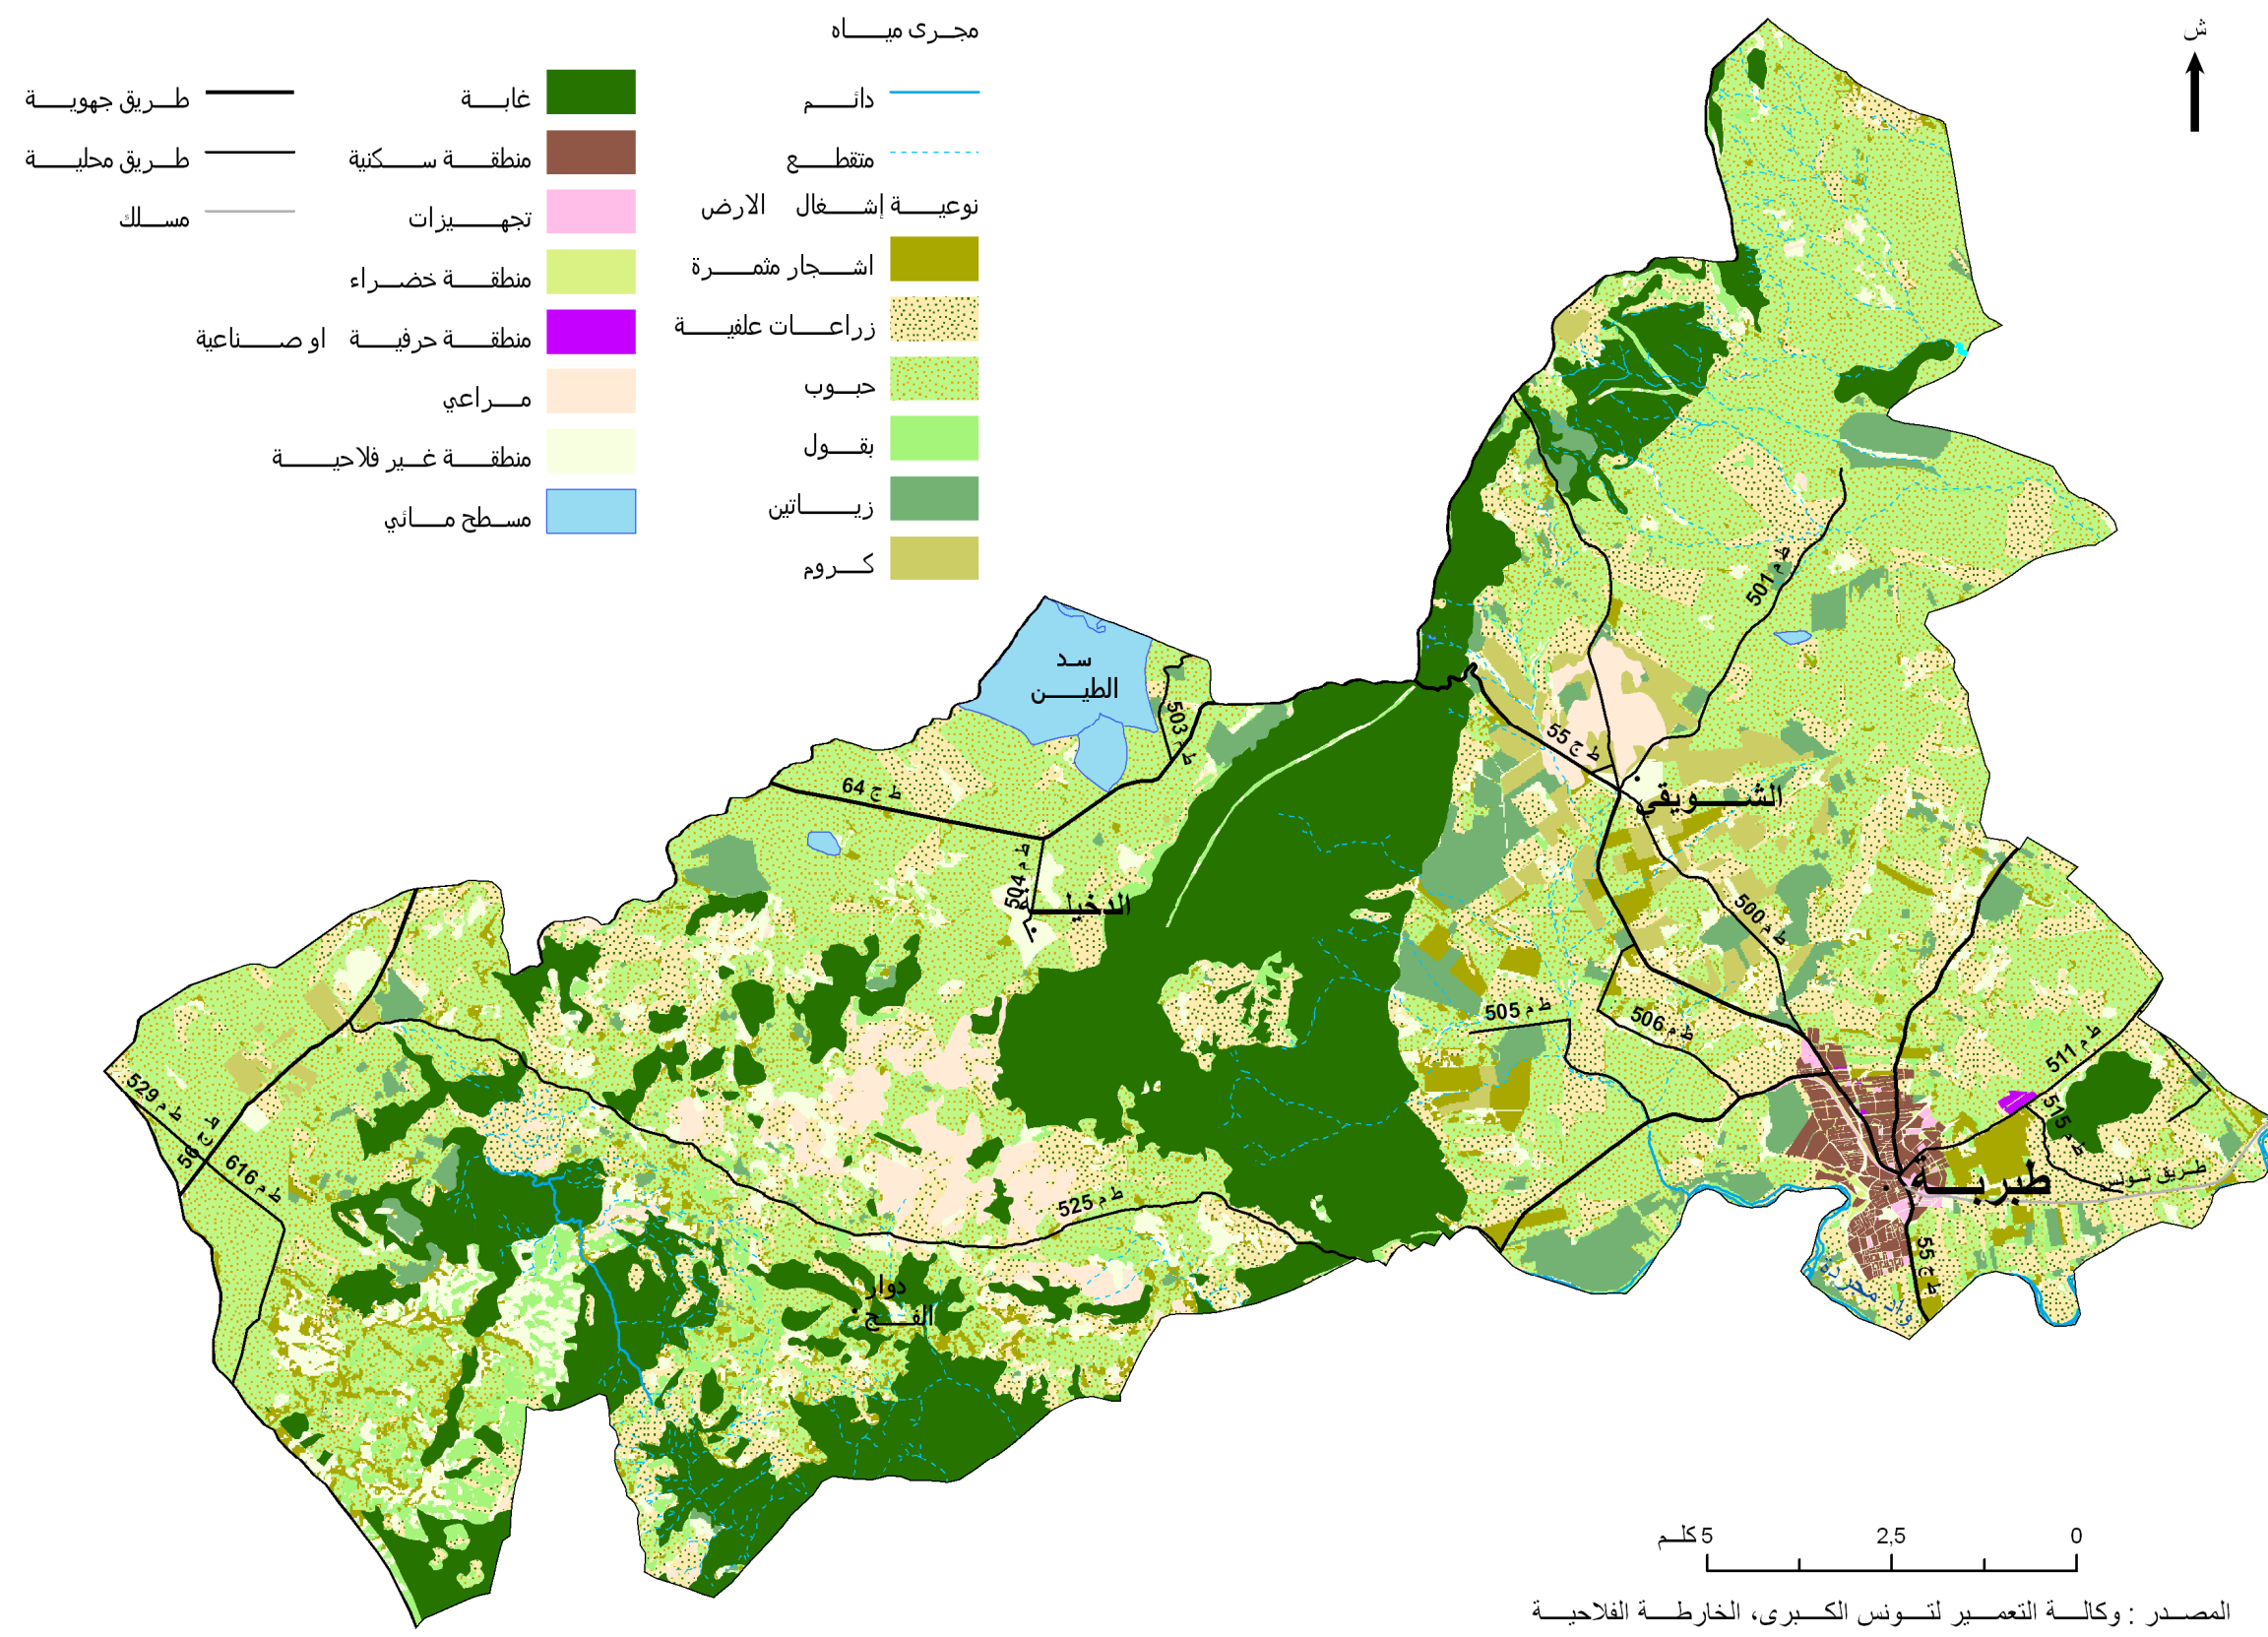 مجرى مياه
دائم
متقطع
نوعية إشغال الارض
اشجار مثمرة
زراعات علفية
حبوب
بقول
زياتين
كروم
غابة
منطقة سكنية
تجهيزات
منطقة خضراء
منطقة حرفية او صناعية
مراعي
منطقة غير فلاحية
مسطح مائي
طريق جهوية
طريق محلية
مسلك
ش
سد
الطين
ط م 503
ط ج 64
ط م 504
الدخيلة
ط م 501
ط ج 55
الشويقي
ط م 500
ط م 505
ط م 506
ط م 511
ط م 515
طريق تونس
طبربة
ط ج 55
واد مجردة
ط م 529
ط ج 56
ط م 616
ط م 525
دوار
الفج
0 2,5 5 كلم
المصدر : وكالة التعمير لتونس الكبرى، الخارطة الفلاحية